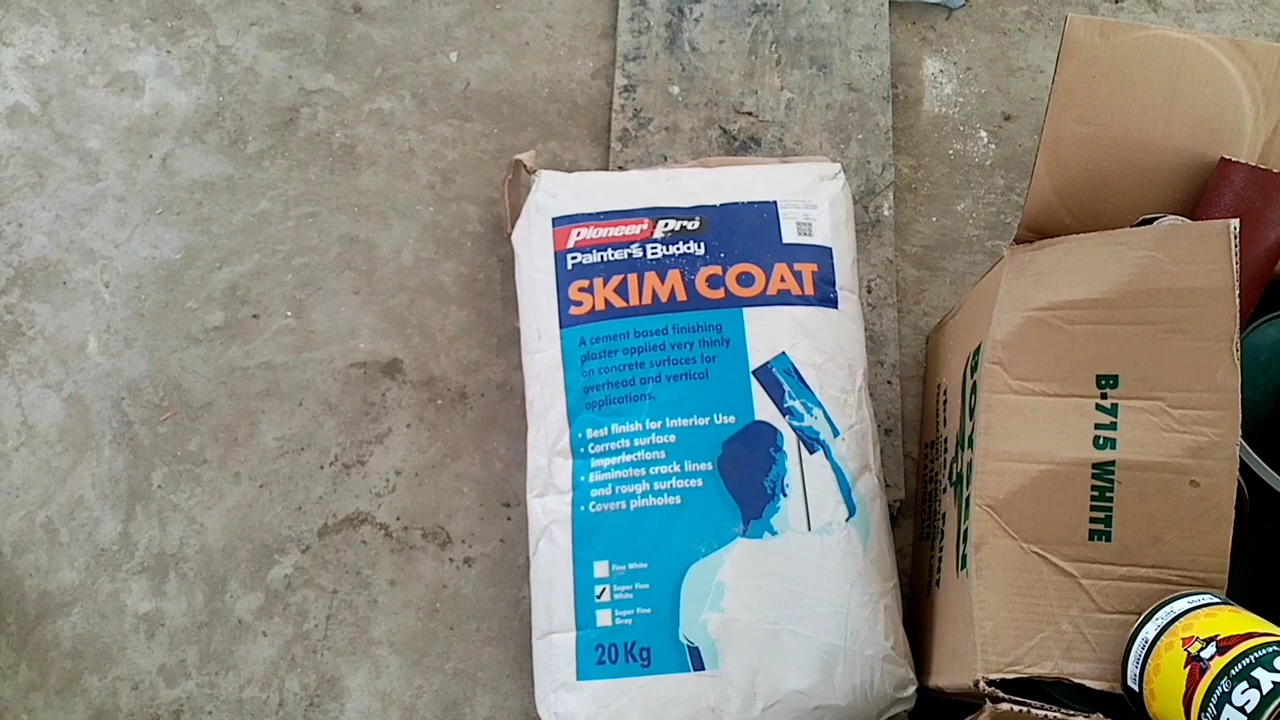 Pioneer Pro
Painter's Buddy
SKIM COAT
A cement based finishing
plaster applied very thinly
on concrete surfaces for
overhead and vertical
applications.
• Best finish for Interior Use
• Corrects surface
imperfections
• Eliminates crack lines
and rough surfaces
• Covers pinholes
Fine White
Super Fine
White
Super Fine
Gray
20 Kg
BOYSEN
B-715 WHITE